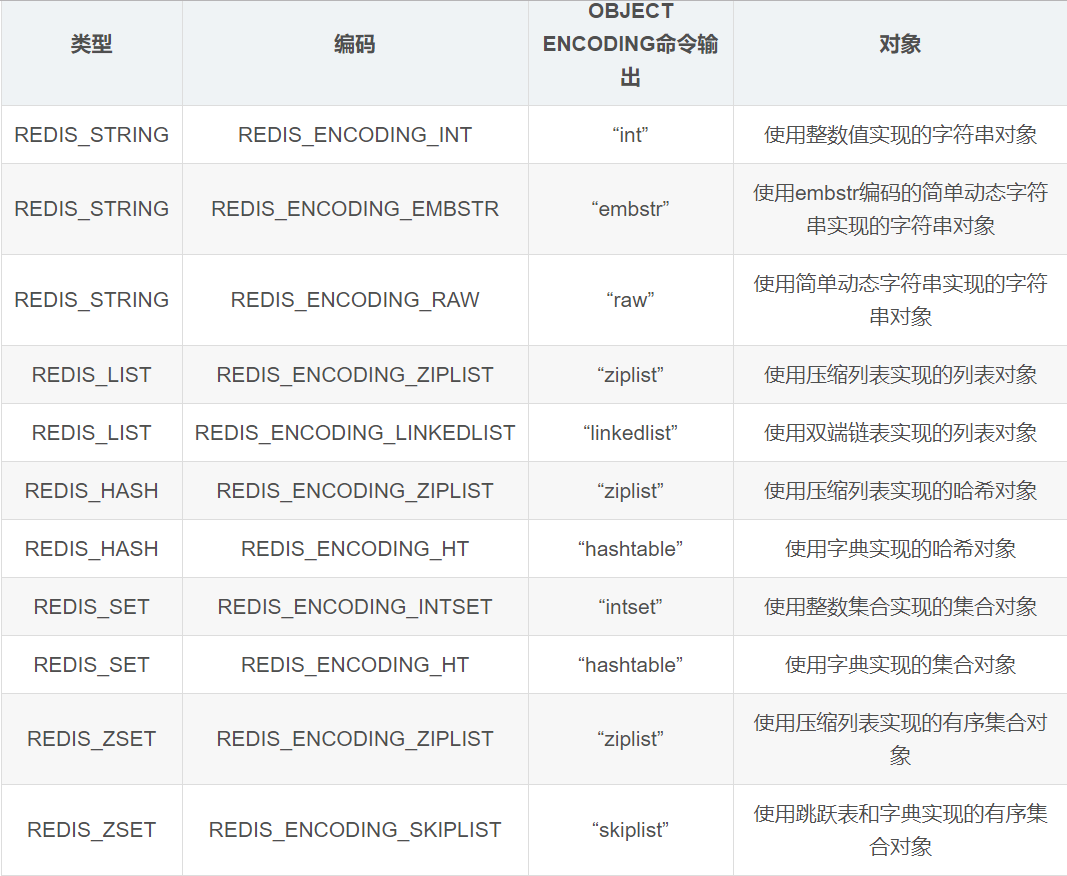 类型
编码
OBJECT
ENCODING命令输
出
对象
REDIS_STRING
REDIS_ENCODING_INT
“int”
使用整数值实现的字符串对象
REDIS_STRING
REDIS_ENCODING_EMBSTR
“embstr”
使用embstr编码的简单动态字符
串实现的字符串对象
REDIS_STRING
REDIS_ENCODING_RAW
“raw”
使用简单动态字符串实现的字符
串对象
REDIS_LIST
REDIS_ENCODING_ZIPLIST
“ziplist”
使用压缩列表实现的列表对象
REDIS_LIST
REDIS_ENCODING_LINKEDLIST
“linkedlist”
使用双端链表实现的列表对象
REDIS_HASH
REDIS_ENCODING_ZIPLIST
“ziplist”
使用压缩列表实现的哈希对象
REDIS_HASH
REDIS_ENCODING_HT
“hashtable”
使用字典实现的哈希对象
REDIS_SET
REDIS_ENCODING_INTSET
“intset”
使用整数集合实现的集合对象
REDIS_SET
REDIS_ENCODING_HT
“hashtable”
使用字典实现的集合对象
REDIS_ZSET
REDIS_ENCODING_ZIPLIST
“ziplist”
使用压缩列表实现的有序集合对
象
REDIS_ZSET
REDIS_ENCODING_SKIPLIST
“skiplist”
使用跳跃表和字典实现的有序集
合对象